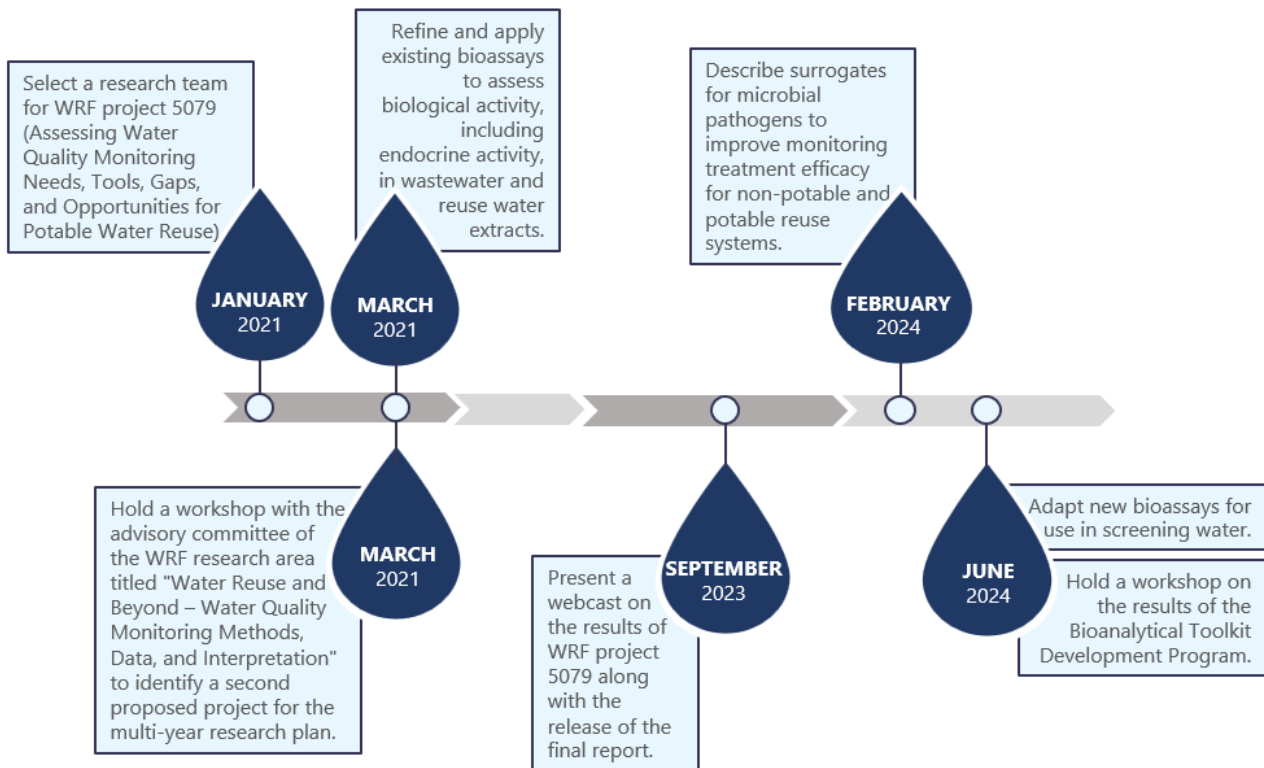 Select a research team
for WRF project 5079
(Assessing Water
Quality Monitoring
Needs, Tools, Gaps,
and Opportunities for
Potable Water Reuse)
JANUARY
2021
Refine and apply
existing bioassays
to assess
biological activity,
including
endocrine activity,
in wastewater and
reuse water
extracts.
MARCH
2021
Describe surrogates
for microbial
pathogens to
improve monitoring
treatment efficacy
for non-potable and
potable reuse
systems.
FEBRUARY
2024
Hold a workshop with the
advisory committee of
the WRF research area
titled "Water Reuse and
Beyond – Water Quality
Monitoring Methods,
Data, and Interpretation"
to identify a second
proposed project for the
multi-year research plan.
MARCH
2021
Present a
webcast on
the results of
WRF project
5079 along
with the
release of the
final report.
SEPTEMBER
2023
JUNE
2024
Adapt new bioassays for
use in screening water.
Hold a workshop on
the results of the
Bioanalytical Toolkit
Development Program.